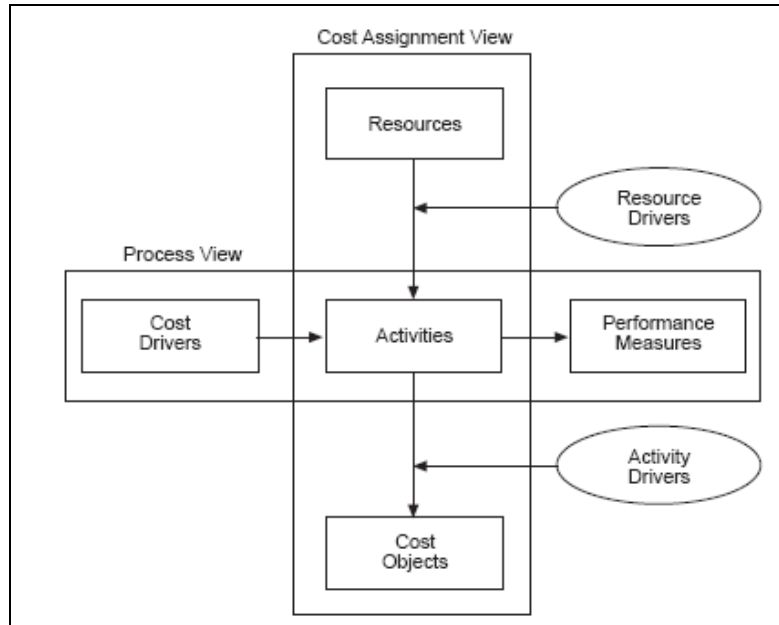 Cost Assignment View
Resources
Resource
Drivers
Process View
Cost
Drivers
Activities
Performance
Measures
Activity
Drivers
Cost
Objects